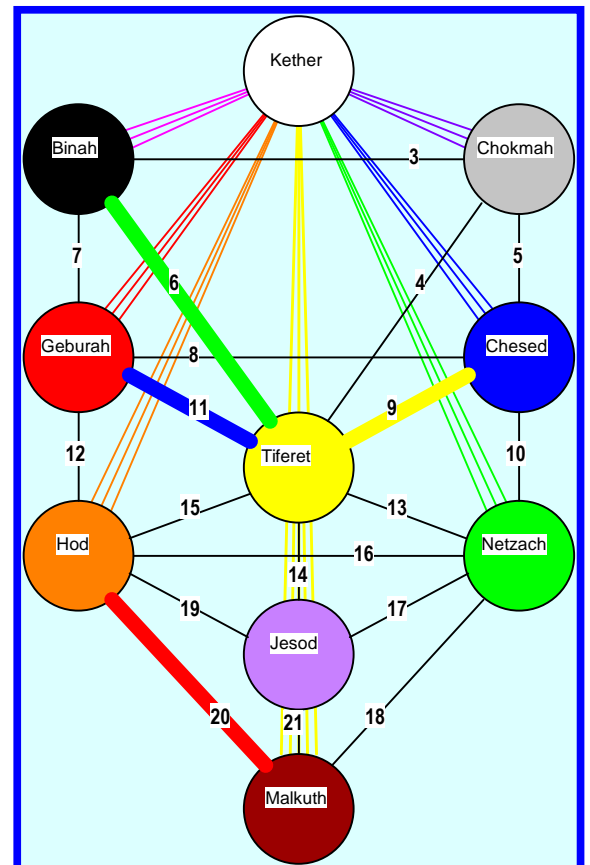 Kether
Binah
Chokmah
3
7
6
4
5
Geburah
8
Chesed
11
9
12
Tiferet
10
15
13
Hod
16
Netzach
14
19
17
Jesod
20
21
18
Malkuth